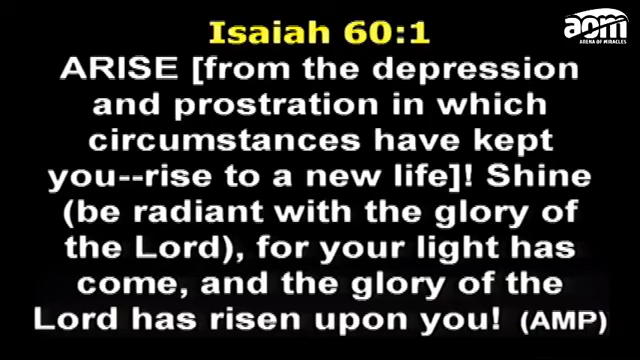 Isaiah 60:1
aom
ARENA OF MIRACLES
ARISE [from the depression
and prostration in which
circumstances have kept
you--rise to a new life]! Shine
(be radiant with the glory of
the Lord), for your light has
come, and the glory of the
Lord has risen upon you! (AMP)